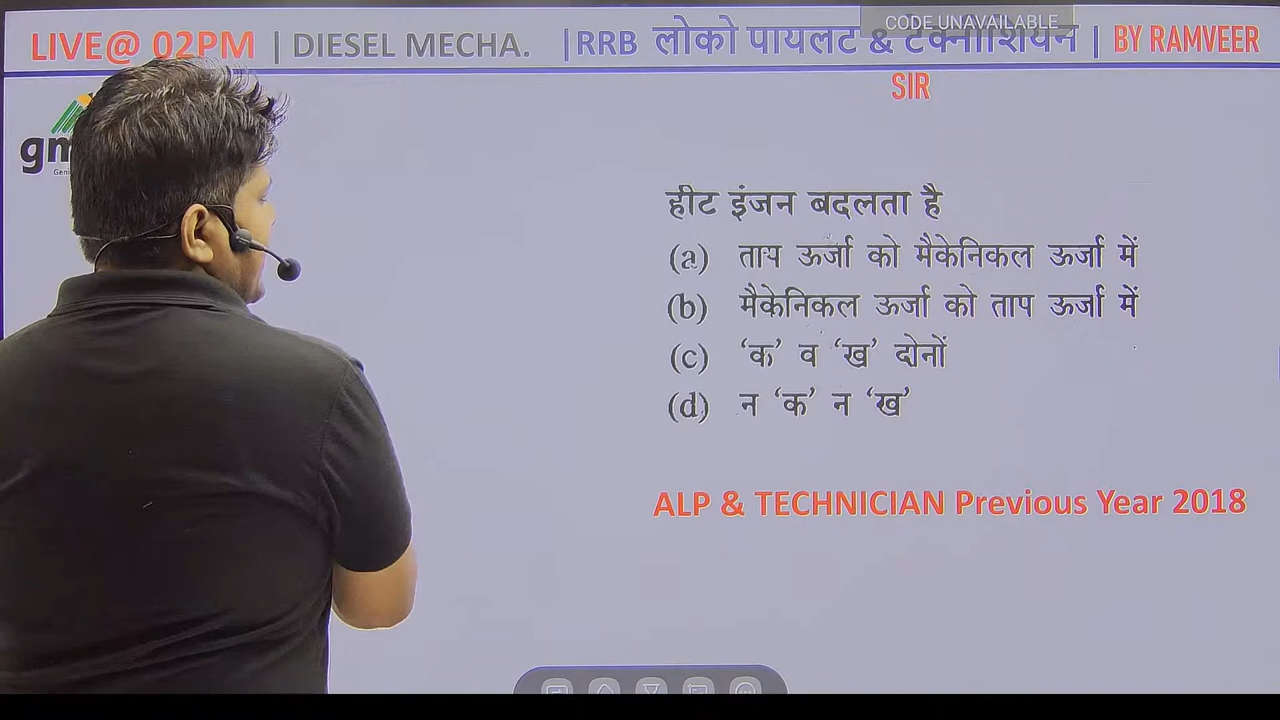 CODE UNAVAILABLE
LIVE@ 02PM | DIESEL MECHA. |RRB लोको पायलट & टेक्नीशियन | BY RAMVEER
SIR
हीट इंजन बदलता है
(a) ताप ऊर्जा को मैकेनिकल ऊर्जा में
(b) मैकेनिकल ऊर्जा को ताप ऊर्जा में
(c) ‘क’ व ‘ख’ दोनों
(d) न ‘क’ न ‘ख’
ALP & TECHNICIAN Previous Year 2018